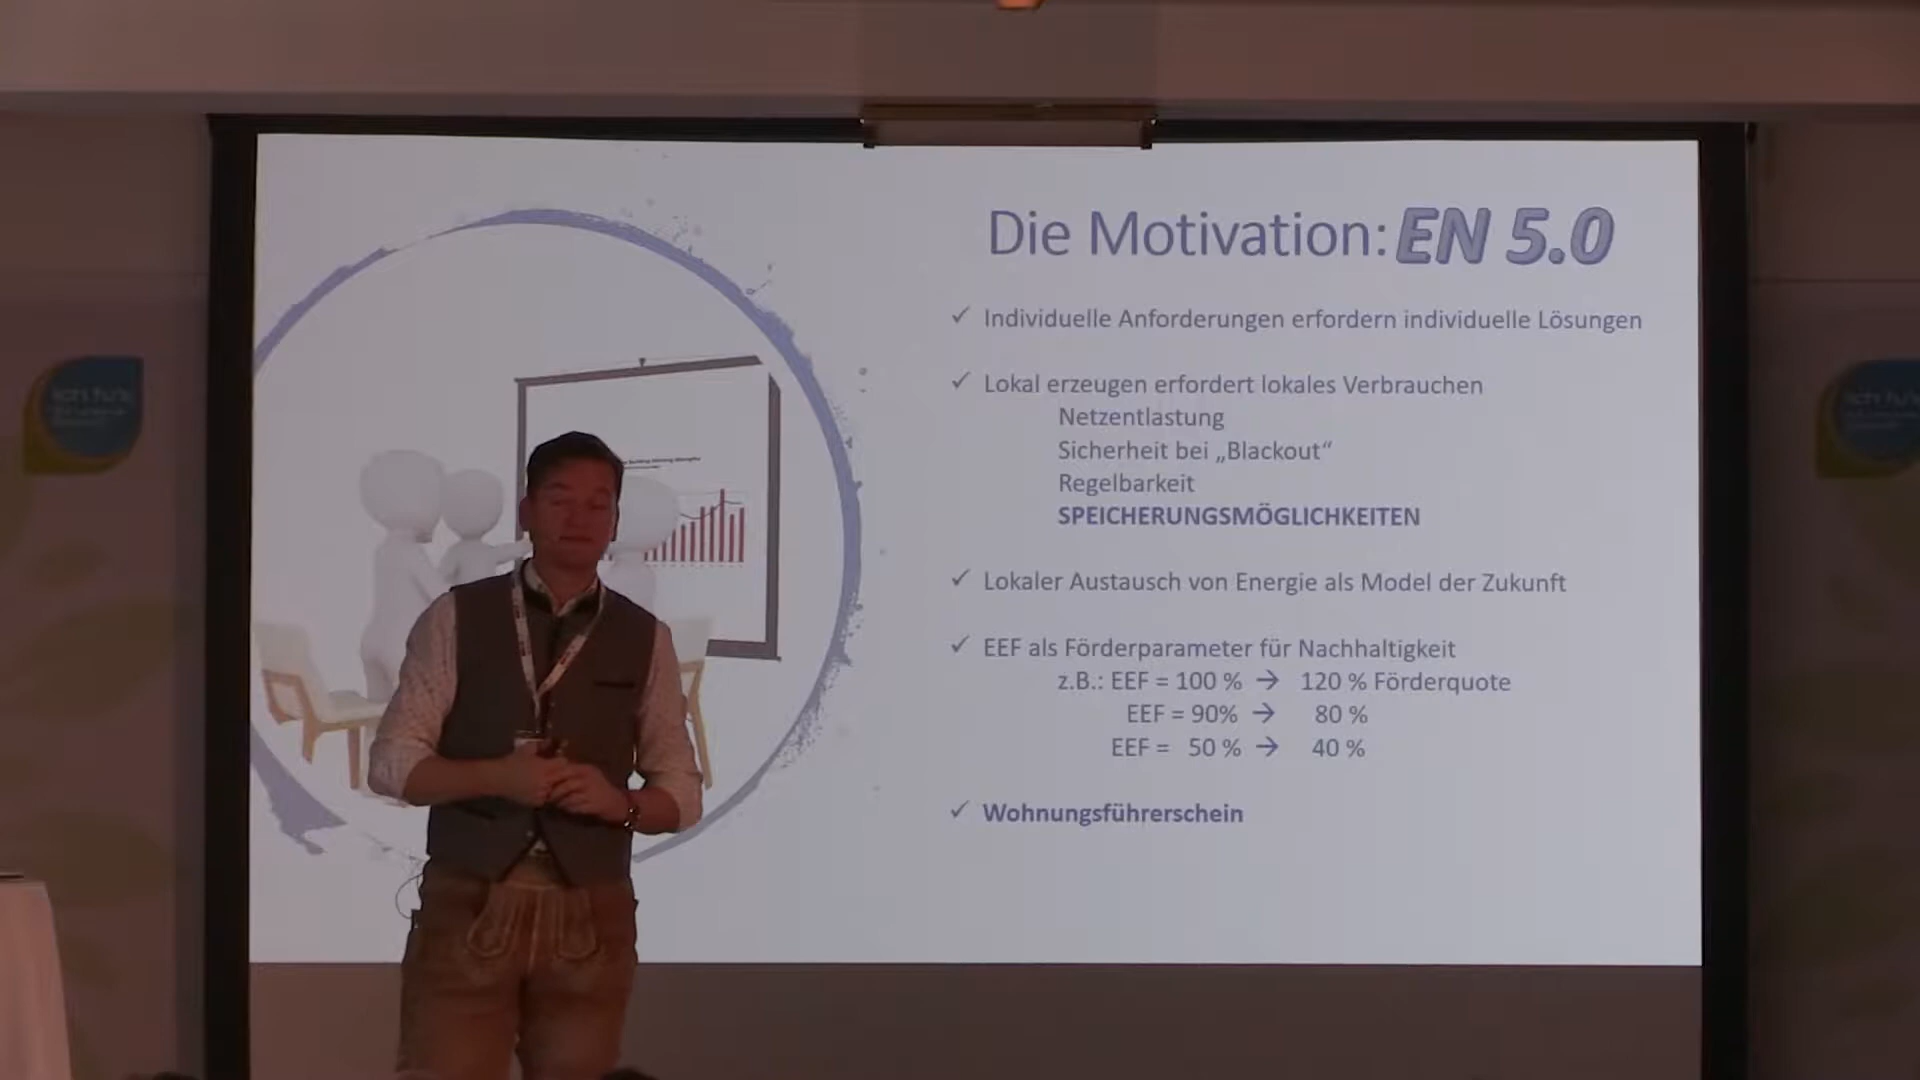 Die Motivation: EN 5.0
✓ Individuelle Anforderungen erfordern individuelle Lösungen
✓ Lokal erzeugen erfordert lokales Verbrauchen
Netzentlastung
Sicherheit bei „Blackout“
Regelbarkeit
SPEICHERUNGSMÖGLICHKEITEN
✓ Lokaler Austausch von Energie als Model der Zukunft
✓ EEF als Förderparameter für Nachhaltigkeit
z.B.: EEF = 100 % → 120 % Förderquote
EEF = 90% → 80 %
EEF = 50 % → 40 %
✓ Wohnungsführerschein
ich tu's